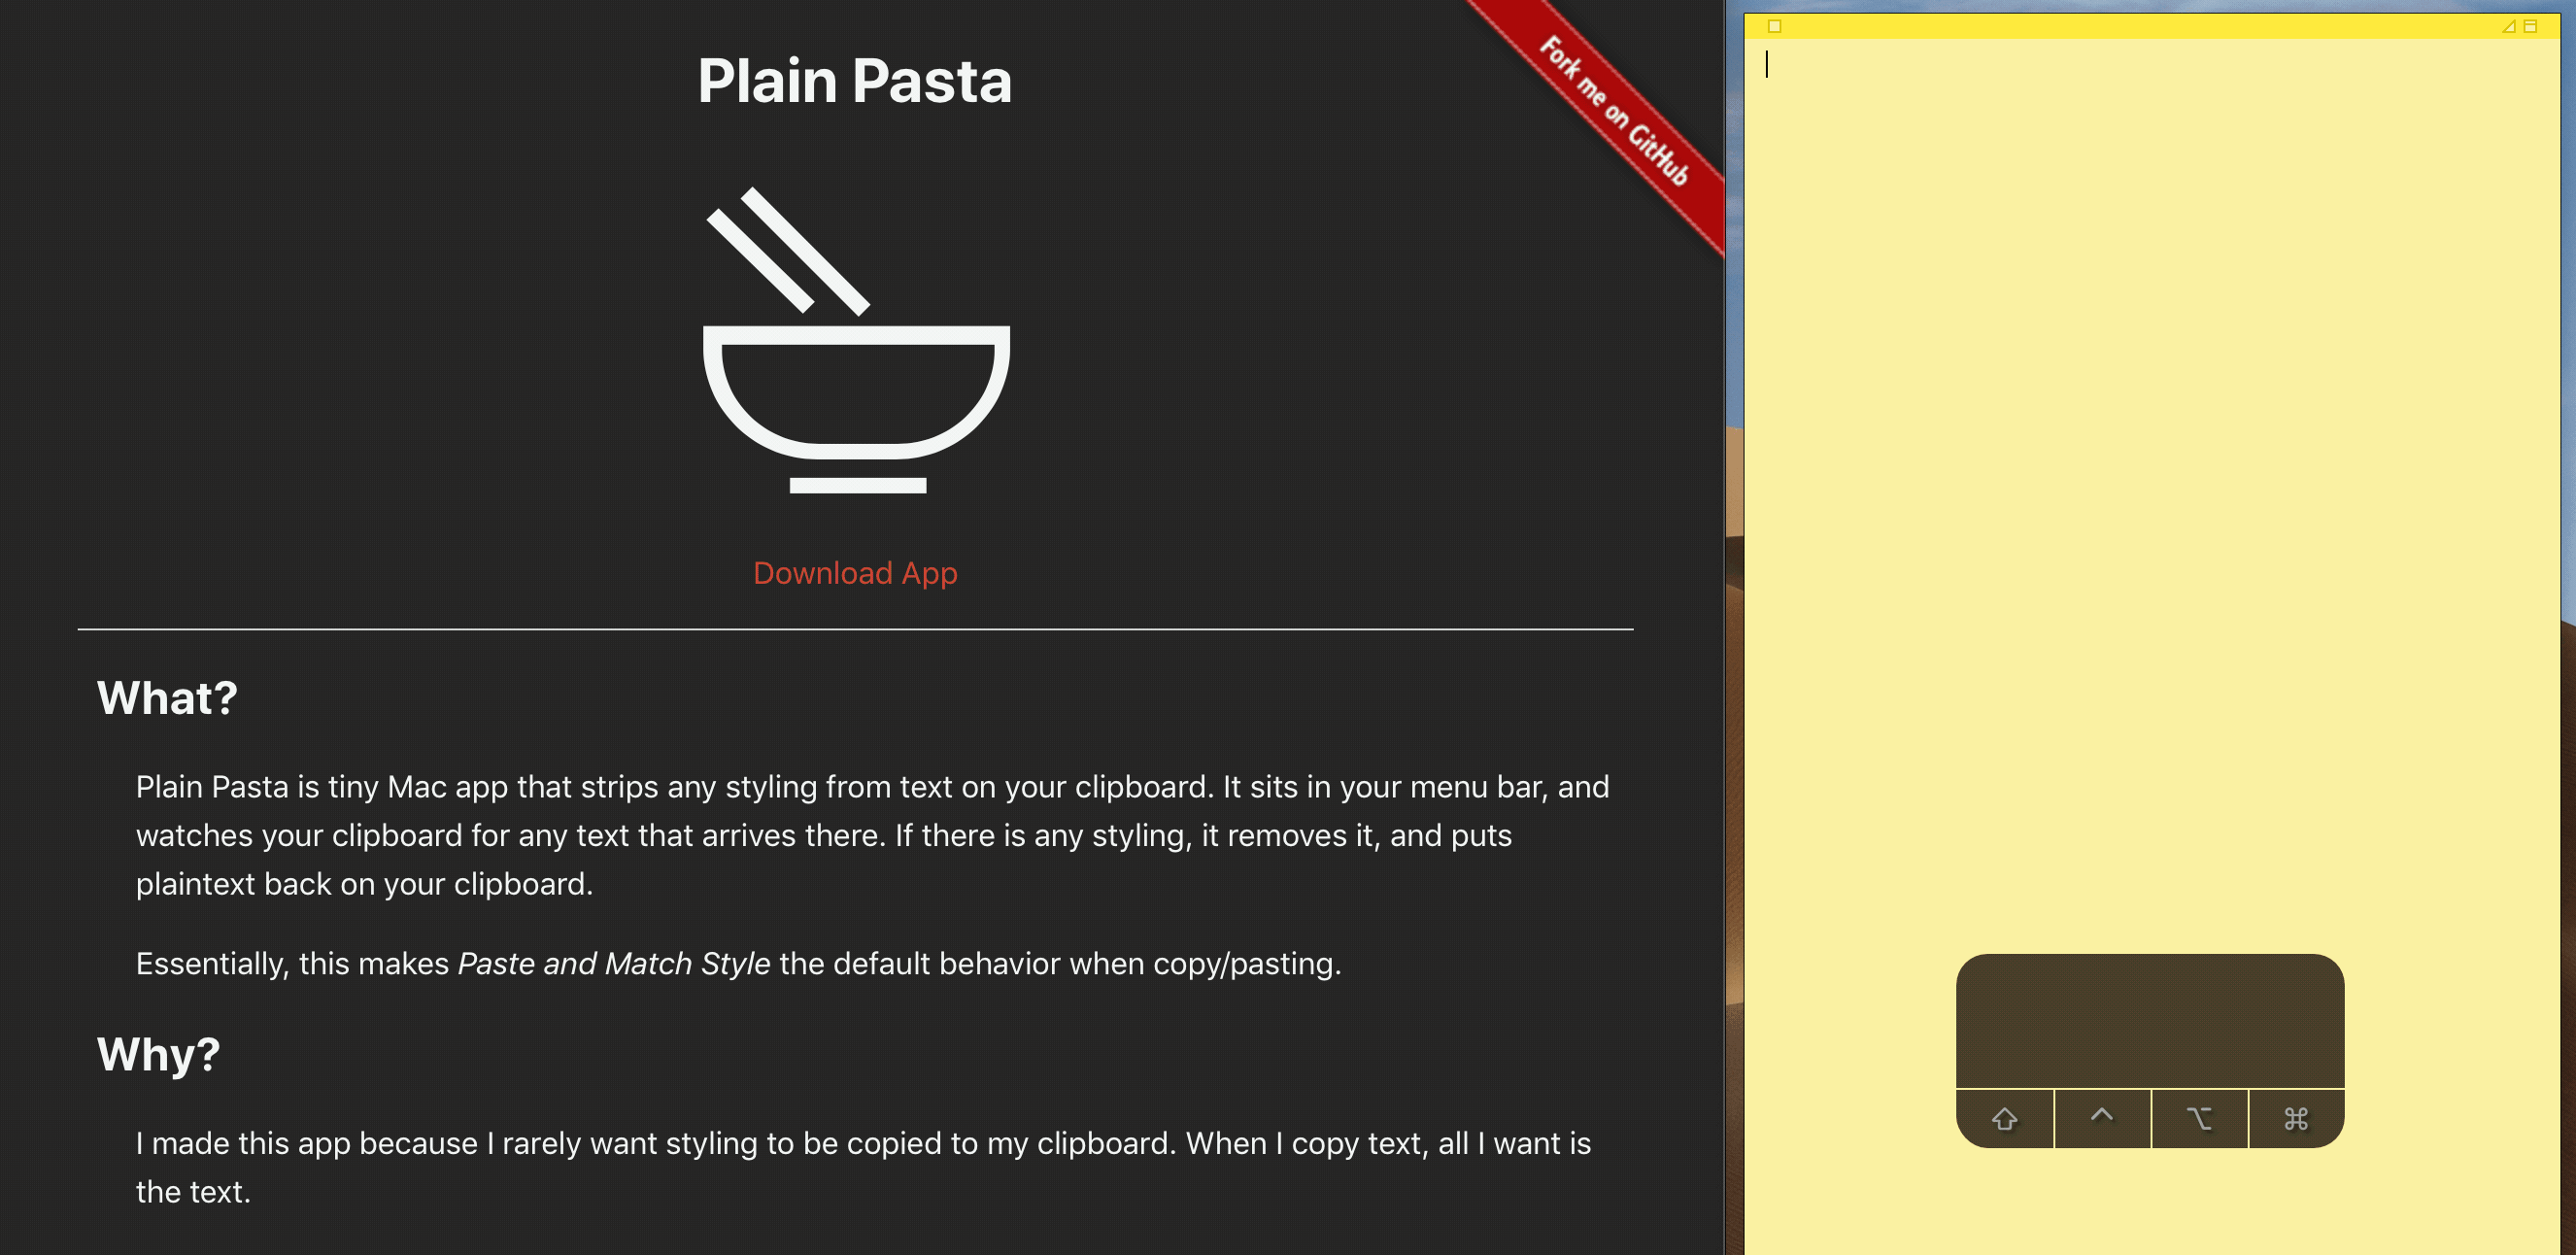 Plain Pasta
Fork me on GitHub
Download App
What?
Plain Pasta is tiny Mac app that strips any styling from text on your clipboard. It sits in your menu bar, and
watches your clipboard for any text that arrives there. If there is any styling, it removes it, and puts
plaintext back on your clipboard.
Essentially, this makes Paste and Match Style the default behavior when copy/pasting.
Why?
I made this app because I rarely want styling to be copied to my clipboard. When I copy text, all I want is
the text.